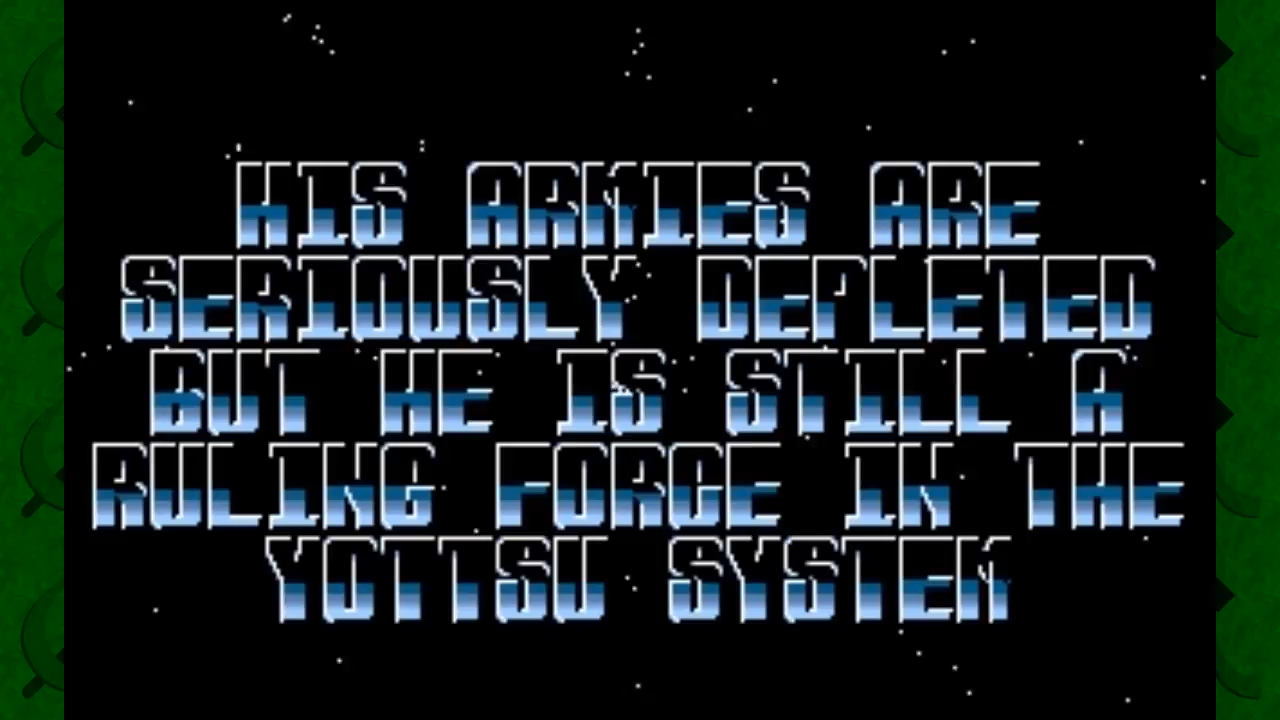 HIS ARMIES ARE
SERIOUSLY DEPLETED
BUT HE IS STILL A
RULING FORCE IN THE
YOTTSU SYSTEM